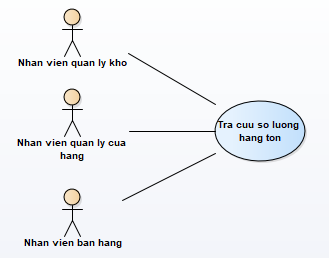 Nhan vien quan ly kho
Tra cuu so luong
hang ton
Nhan vien quan ly cua
hang
Nhan vien ban hang